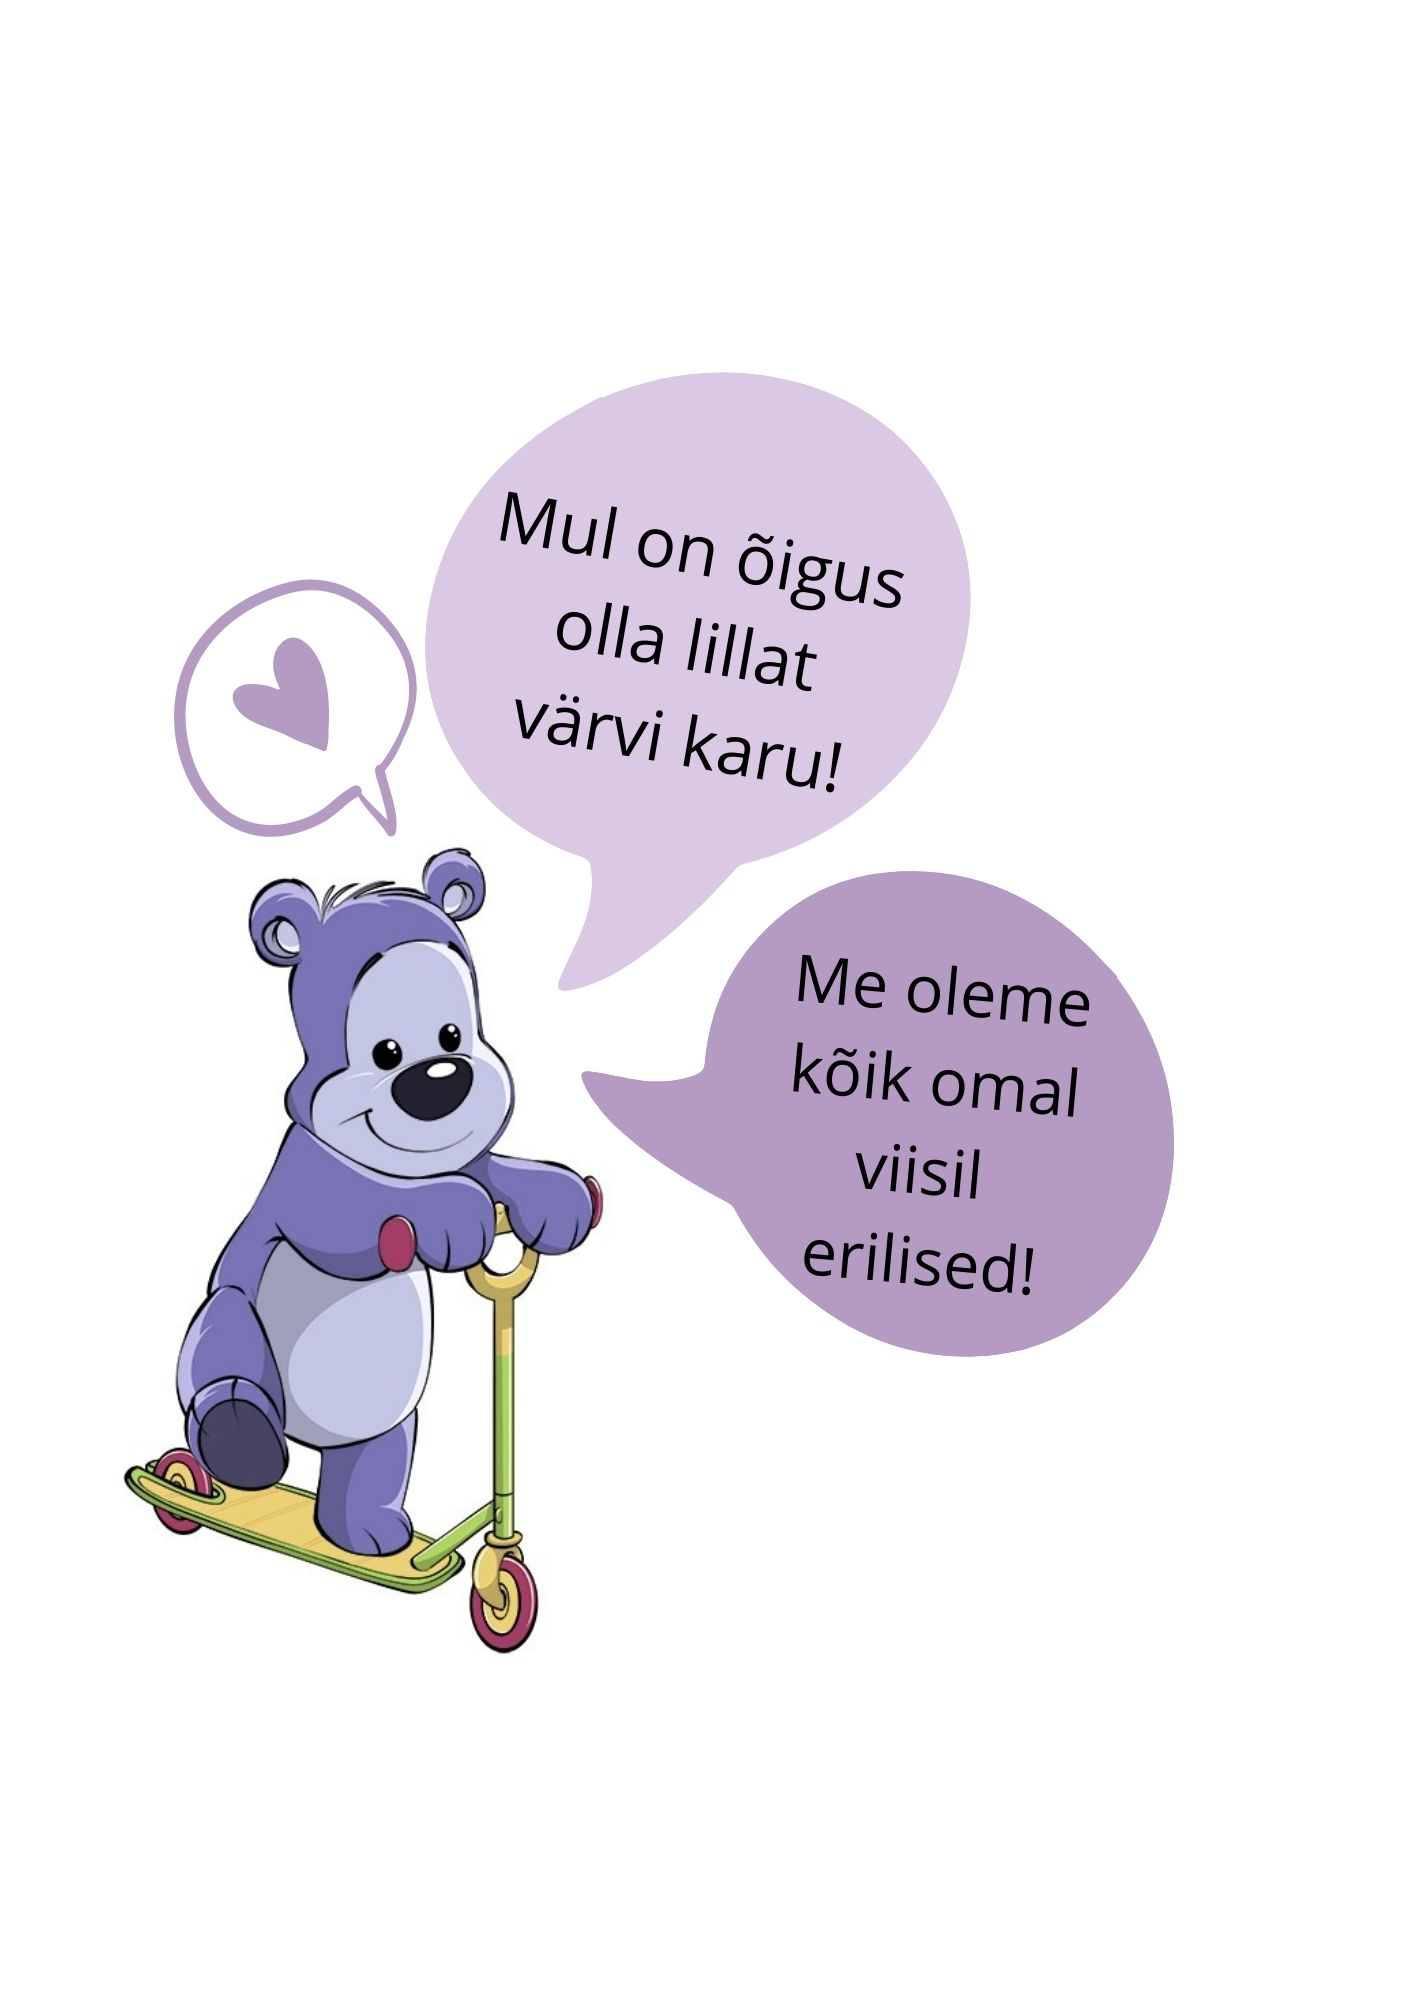 Mul on õigus
olla lillat
värvi karu!
Me oleme
kõik omal
viisil
erilised!